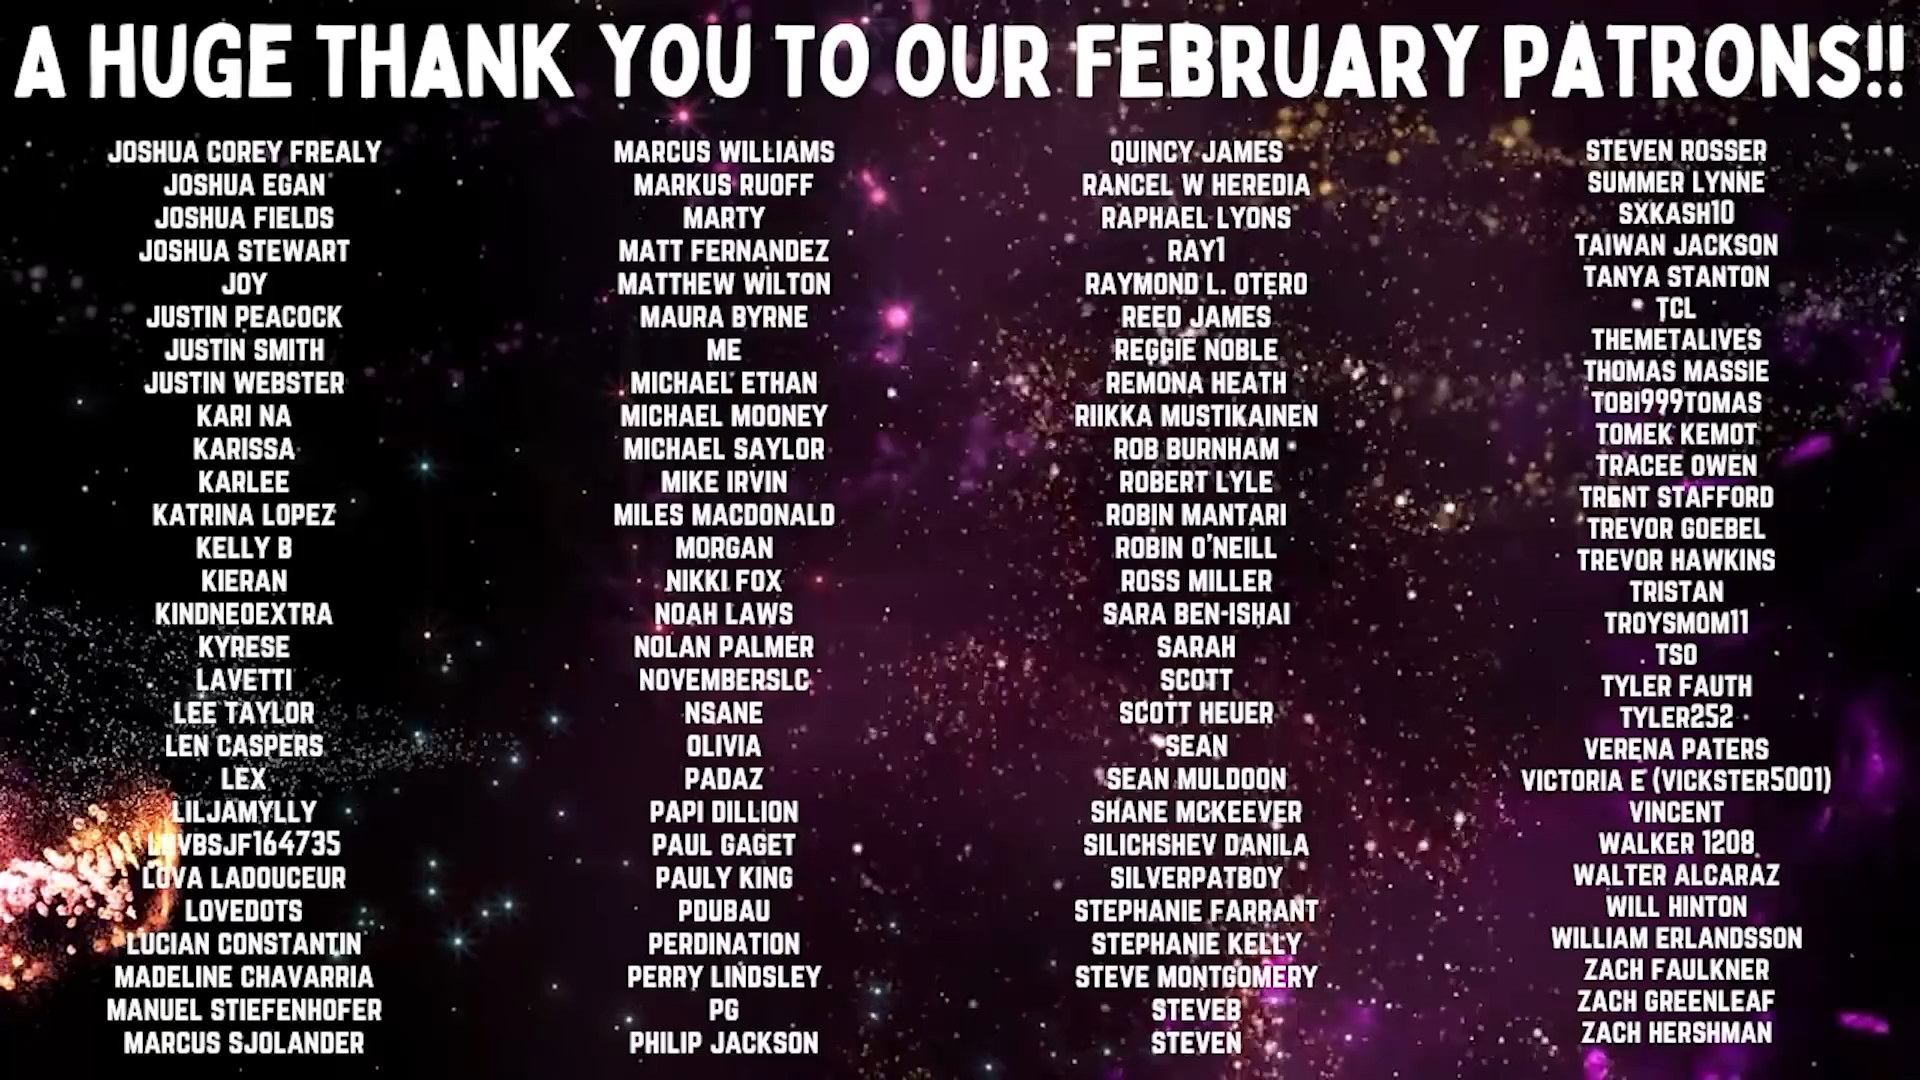 A HUGE THANK YOU TO OUR FEBRUARY PATRONS!!
JOSHUA COREY FREALY
JOSHUA EGAN
JOSHUA FIELDS
JOSHUA STEWART
JOY
JUSTIN PEACOCK
JUSTIN SMITH
JUSTIN WEBSTER
KARI NA
KARISSA
KARLEE
KATRINA LOPEZ
KELLY B
KIERAN
KINDNEOEXTRA
KYRESE
LAVETTI
LEE TAYLOR
LEN CASPERS
LEX
LILJAMYLLY
LOVA LADOUCEUR
LOVEDOTS
LUCIAN CONSTANTIN
MADELINE CHAVARRIA
MANUEL STIEFENHOFER
MARCUS SJOLANDER
MARCUS WILLIAMS
MARKUS RUOFF
MARTY
MATT FERNANDEZ
MATTHEW WILTON
MAURA BYRNE
ME
MICHAEL ETHAN
MICHAEL MOONEY
MICHAEL SAYLOR
MIKE IRVIN
MILES MACDONALD
MORGAN
NIKKI FOX
NOAH LAWS
NOLAN PALMER
NOVEMBERSLC
NSANE
OLIVIA
PADAZ
PAPI DILLION
PAUL GAGET
PAULY KING
PDUBAU
PERDINATION
PERRY LINDSLEY
PG
PHILIP JACKSON
QUINCY JAMES
RANCEL W HEREDIA
RAPHAEL LYONS
RAY1
RAYMOND L. OTERO
REED JAMES
REGGIE NOBLE
REMONA HEATH
RIIKKA MUSTIKAINEN
ROB BURNHAM
ROBERT LYLE
ROBIN MANTARI
ROBIN O'NEILL
ROSS MILLER
SARA BEN-ISHAI
SARAH
SCOTT
SCOTT HEUER
SEAN
SEAN MULDOON
SHANE MCKEEVER
SILICHSHEV DANILA
SILVERPATBOY
STEPHANIE FARRANT
STEPHANIE KELLY
STEVE MONTGOMERY
STEVEB
STEVEN
STEVEN ROSSER
SUMMER LYNNE
SXKASH10
TAIWAN JACKSON
TANYA STANTON
TCL
THEMETALIVES
THOMAS MASSIE
TOBI999TOMAS
TOMEK KEMOT
TRACEE OWEN
TRENT STAFFORD
TREVOR GOEBEL
TREVOR HAWKINS
TRISTAN
TROYSMOM11
TSO
TYLER FAUTH
TYLER252
VERENA PATERS
VICTORIA E (VICKSTER5001)
VINCENT
WALKER 1208
WALTER ALCARAZ
WILL HINTON
WILLIAM ERLANDSSON
ZACH FAULKNER
ZACH GREENLEAF
ZACH HERSHMAN